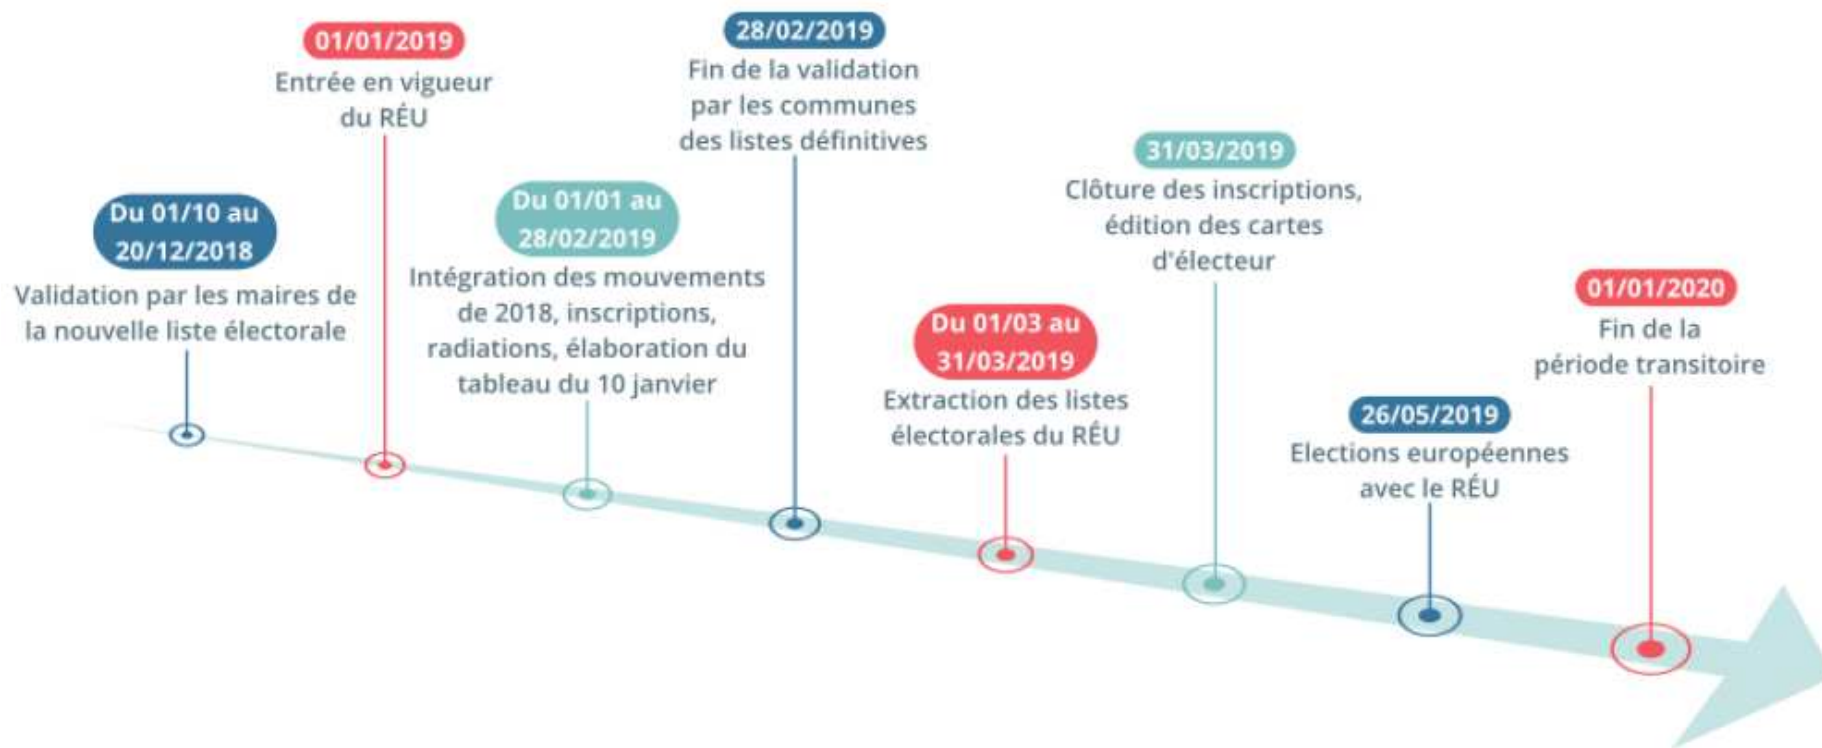 Du 01/10 au
20/12/2018
Validation par les maires de
la nouvelle liste électorale
01/01/2019
Entrée en vigueur
du RÉU
Du 01/01 au
28/02/2019
Intégration des mouvements
de 2018, inscriptions,
radiations, élaboration du
tableau du 10 janvier
28/02/2019
Fin de la validation
par les communes
des listes définitives
Du 01/03 au
31/03/2019
Extraction des listes
électorales du RÉU
31/03/2019
Clôture des inscriptions,
édition des cartes
d'électeur
26/05/2019
Elections européennes
avec le RÉU
01/01/2020
Fin de la
période transitoire